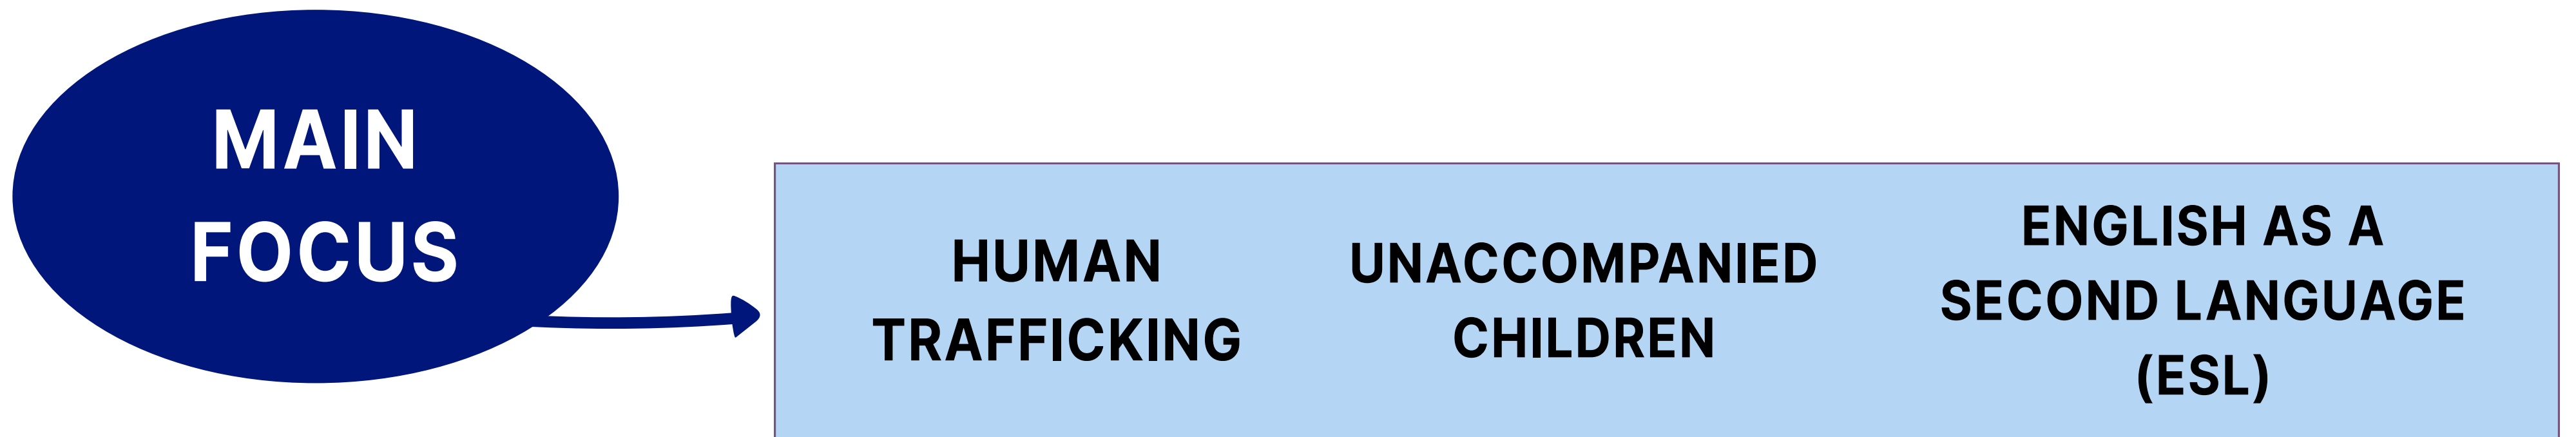 MAIN
FOCUS
HUMAN
TRAFFICKING
UNACCOMPANIED
CHILDREN
ENGLISH AS A
SECOND LANGUAGE
(ESL)